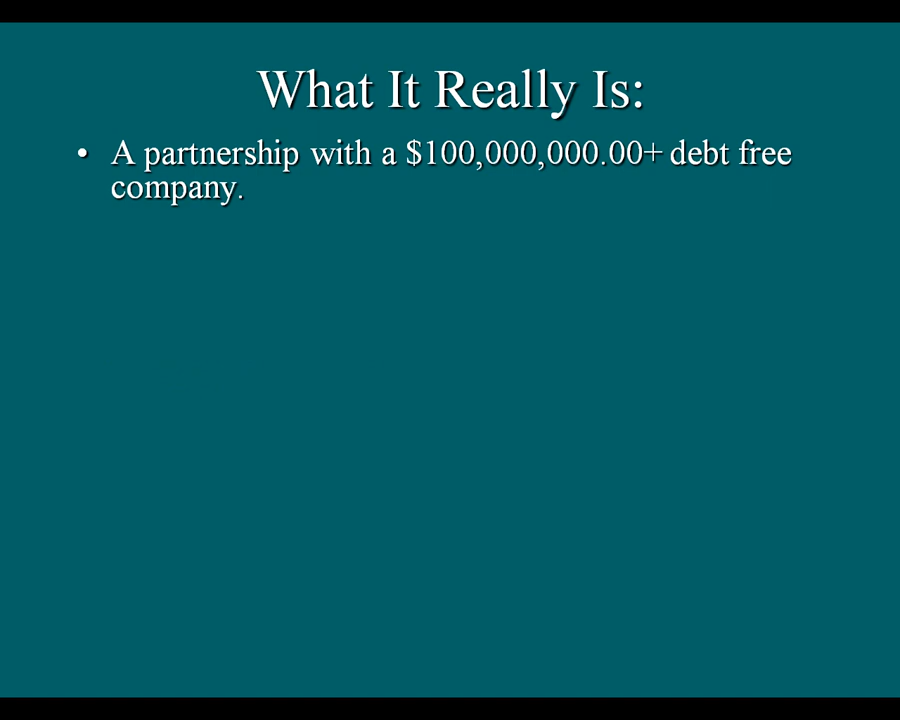 What It Really Is:
• A partnership with a $100,000,000.00+ debt free
company.